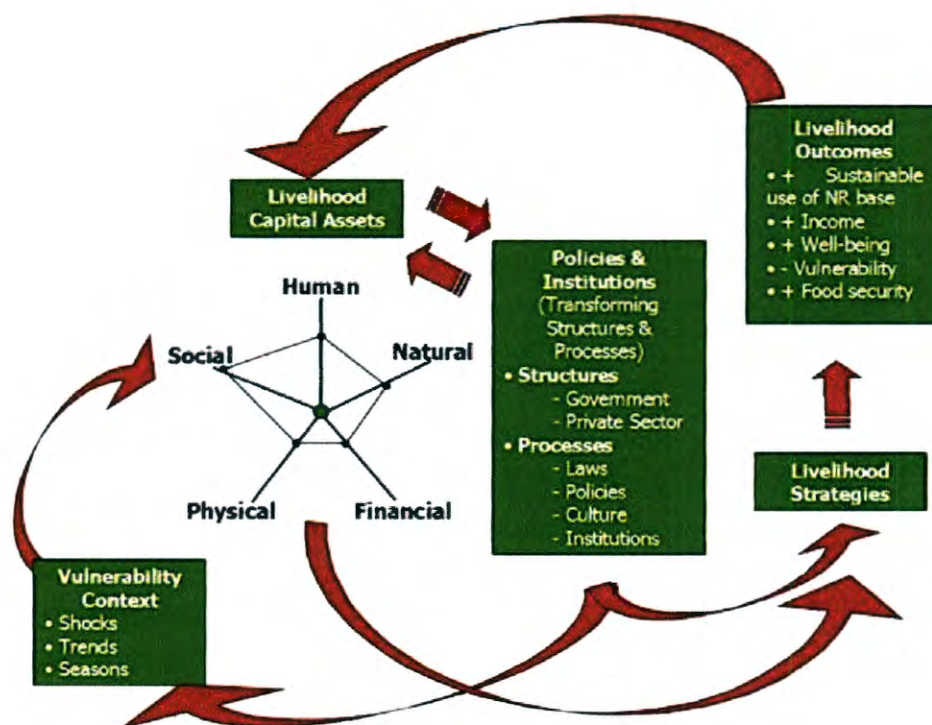 Livelihood
Outcomes
• + Sustainable
use of NR base
• + Income
• + Well-being
• - Vulnerability
• + Food security
Livelihood
Capital Assets
Policies &
Institutions
(Transforming
Structures &
Processes)
• Structures
- Government
- Private Sector
• Processes
- Laws
- Policies
- Culture
- Institutions
Human
Social
Natural
Physical
Financial
Livelihood
Strategies
Vulnerability
Context
• Shocks
• Trends
• Seasons